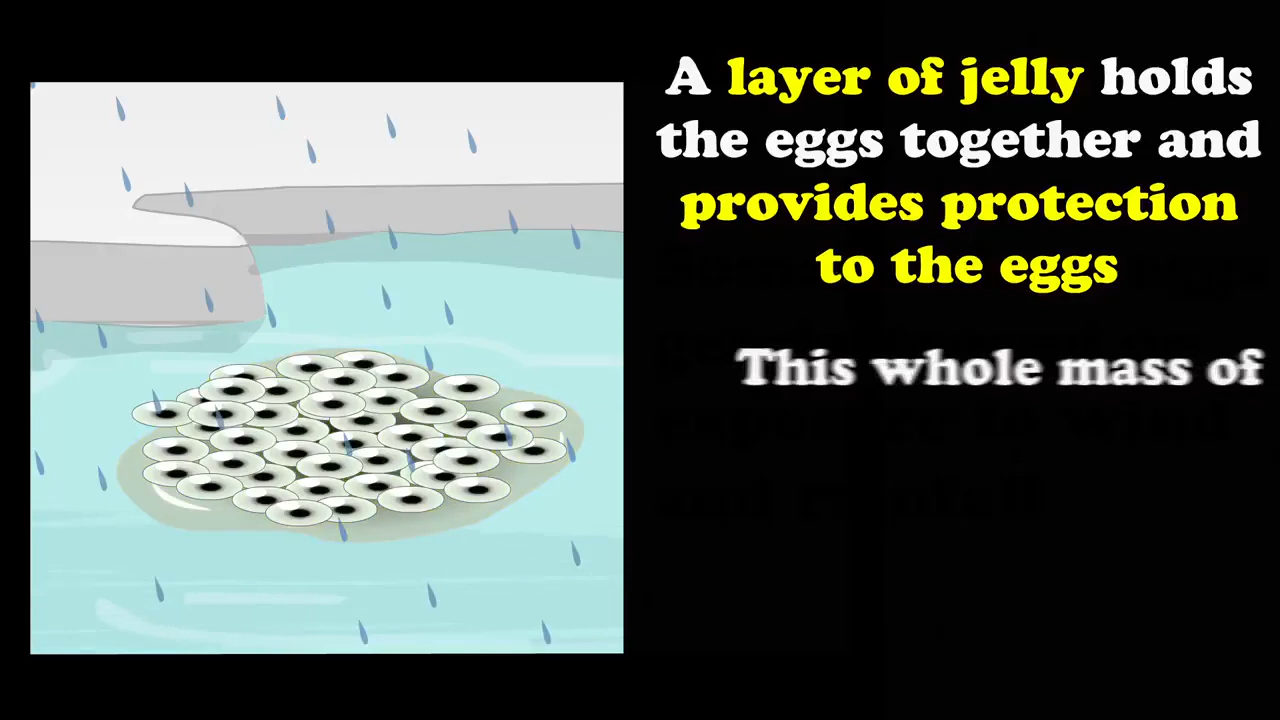 A layer of jelly holds
the eggs together and
provides protection
to the eggs
This whole mass of